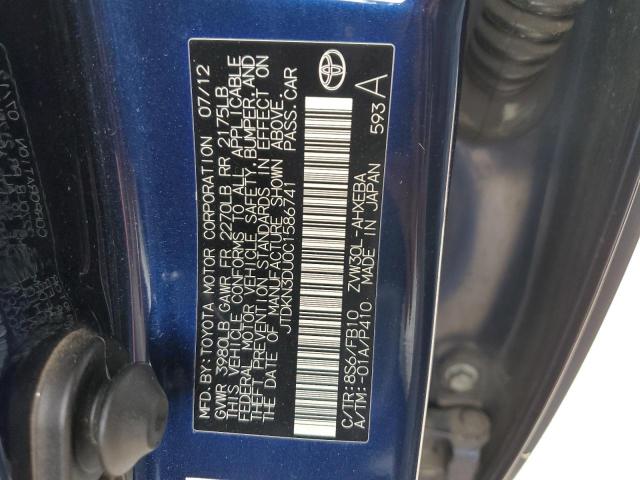 MFD BY: TOYOTA MOTOR CORPORATION 07/12
GVWR 3980LB GAWR FR 2270LB RR 2175LB
THIS VEHICLE CONFORMS TO ALL APPLICABLE
FEDERAL MOTOR VEHICLE SAFETY, BUMPER, AND
THEFT PREVENTION STANDARDS IN EFFECT ON
THE DATE OF MANUFACTURE SHOWN ABOVE.
JTDKN3DU0C1586741 PASS. CAR
C/TR: 8S6/FB10 ZVW30L-AHXEBA 593 A
A/TM: -01A/P410 MADE IN JAPAN